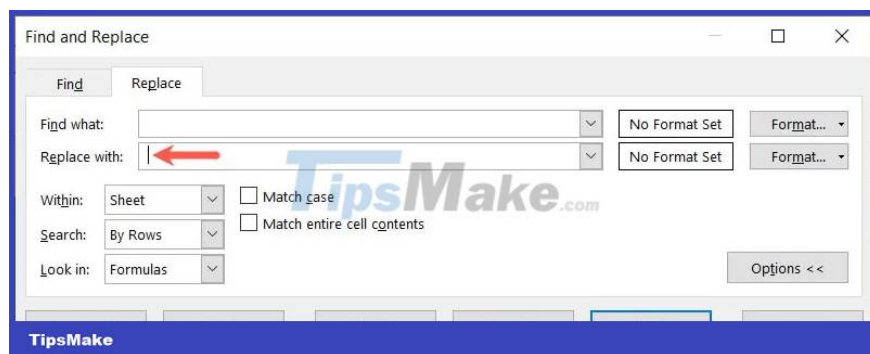 Find and Replace
Find Replace
Find what: No Format Set Format...
Replace with: No Format Set Format...
TipsMake.com
Within: Sheet Match case
Search: By Rows Match entire cell contents
Look in: Formulas Options <<
TipsMake